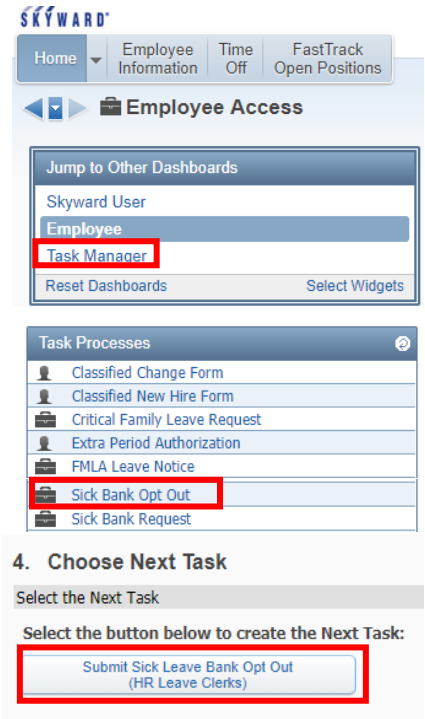 SKYWARD®
Home
Employee Information
Time Off
FastTrack Open Positions
Employee Access
Jump to Other Dashboards
Skyward User
Employee
Task Manager
Reset Dashboards Select Widgets
Task Processes
Classified Change Form
Classified New Hire Form
Critical Family Leave Request
Extra Period Authorization
FMLA Leave Notice
Sick Bank Opt Out
Sick Bank Request
4. Choose Next Task
Select the Next Task
Select the button below to create the Next Task:
Submit Sick Leave Bank Opt Out
(HR Leave Clerks)